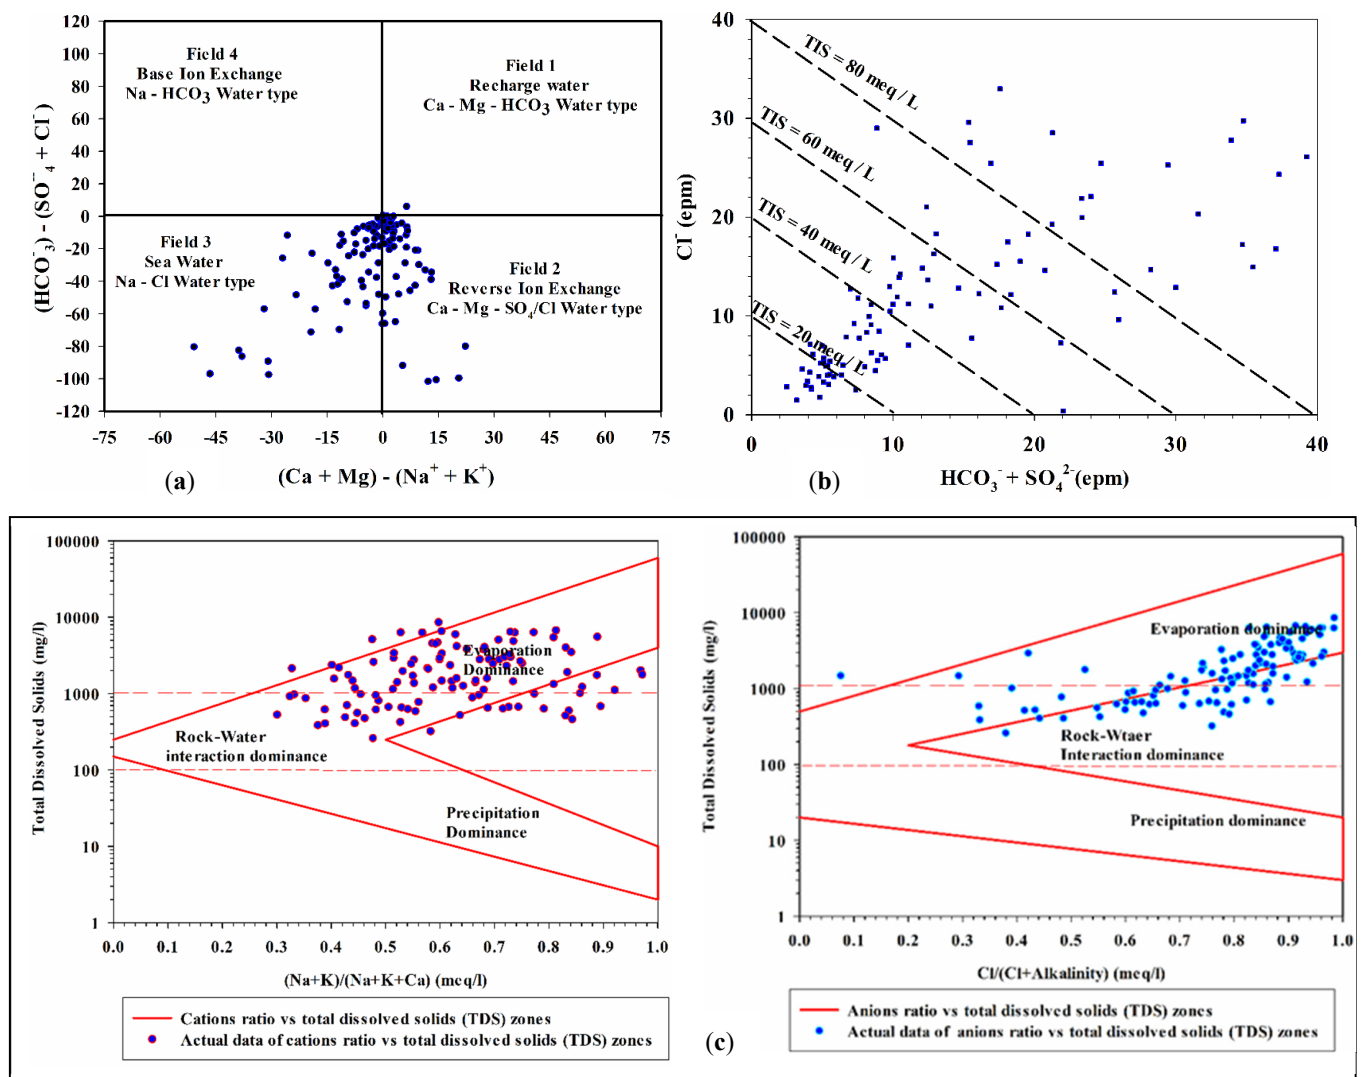 120
100
80
60
40
20
0
-20
-40
-60
-80
-100
-120
-75
-60
-45
-30
-15
0
15
30
45
60
75
(HCO₃⁻) - (SO₄⁻⁻ + Cl⁻)
Field 4
Base Ion Exchange
Na - HCO3 Water type
Field 1
Recharge water
Ca - Mg - HCO3 Water type
Field 3
Sea Water
Na - Cl Water type
Field 2
Reverse Ion Exchange
Ca - Mg - SO4/Cl Water type
(Ca + Mg) - (Na⁺ + K⁺)
(a)
40
30
20
10
0
0
10
20
30
40
Cl⁻ (epm)
TIS = 80 meq / L
TIS = 60 meq / L
TIS = 40 meq / L
TIS = 20 meq / L
HCO₃⁻ + SO₄²⁻(epm)
(b)
100000
10000
1000
100
10
1
0.0
0.1
0.2
0.3
0.4
0.5
0.6
0.7
0.8
0.9
1.0
Total Dissolved Solids (mg/l)
Evaporation
Dominance
Rock-Water
interaction dominance
Precipitation
Dominance
(Na+K)/(Na+K+Ca) (meq/l)
Cations ratio vs total dissolved solids (TDS) zones
Actual data of cations ratio vs total dissolved solids (TDS) zones
100000
10000
1000
100
10
1
0.0
0.1
0.2
0.3
0.4
0.5
0.6
0.7
0.8
0.9
1.0
Total Dissolved Solids (mg/l)
Evaporation dominance
Rock-Wtaer
Interaction dominance
Precipitation dominance
Cl/(Cl+Alkalinity) (meq/l)
Anions ratio vs total dissolved solids (TDS) zones
Actual data of anions ratio vs total dissolved solids (TDS) zones
(c)